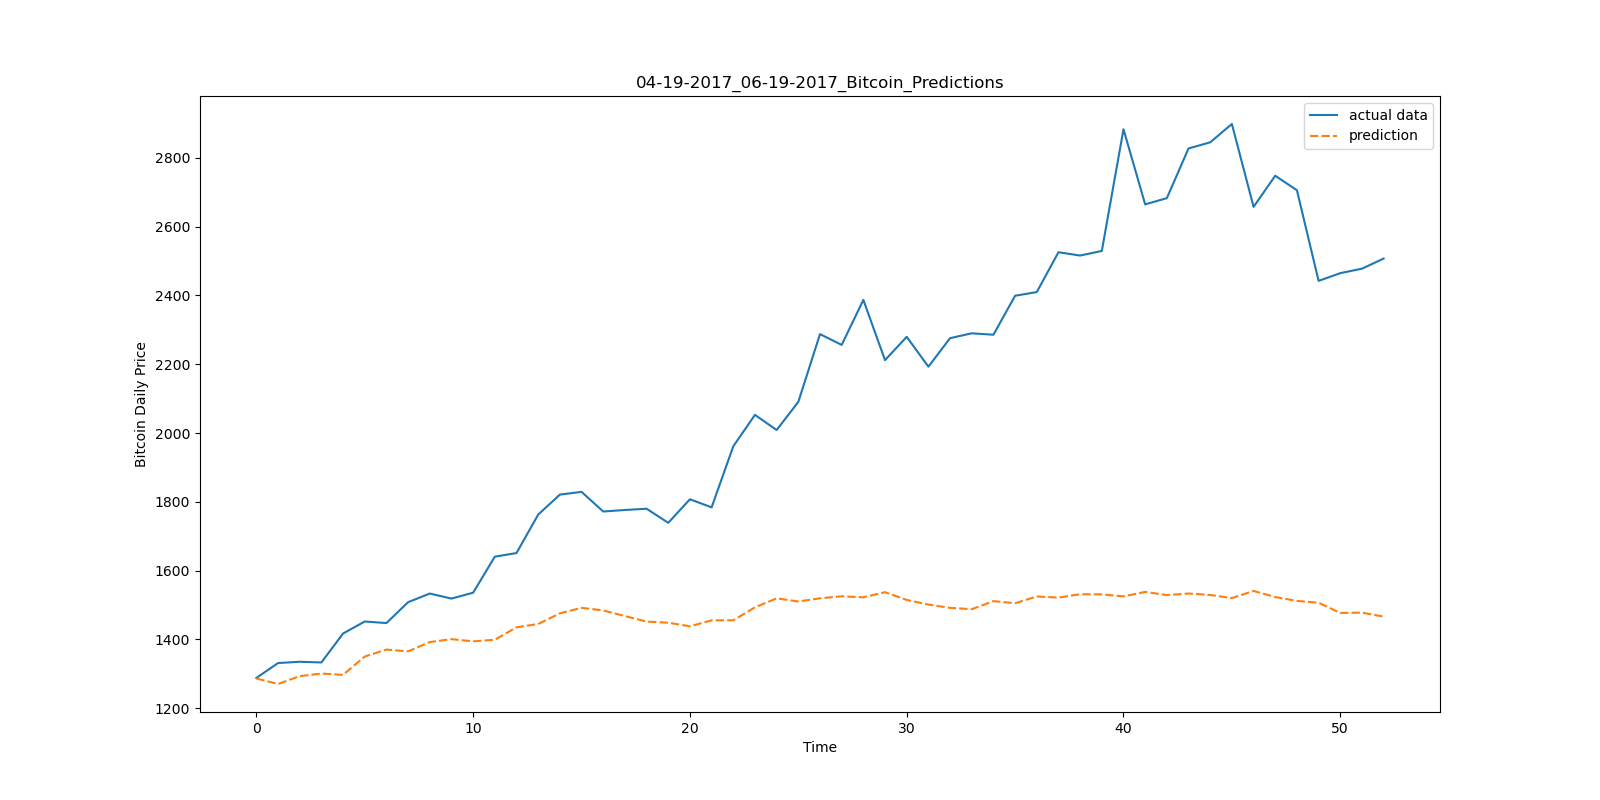 04-19-2017_06-19-2017_Bitcoin_Predictions
actual data
prediction
Bitcoin Daily Price
2800
2600
2400
2200
2000
1800
1600
1400
1200
0 10 20 30 40 50
Time